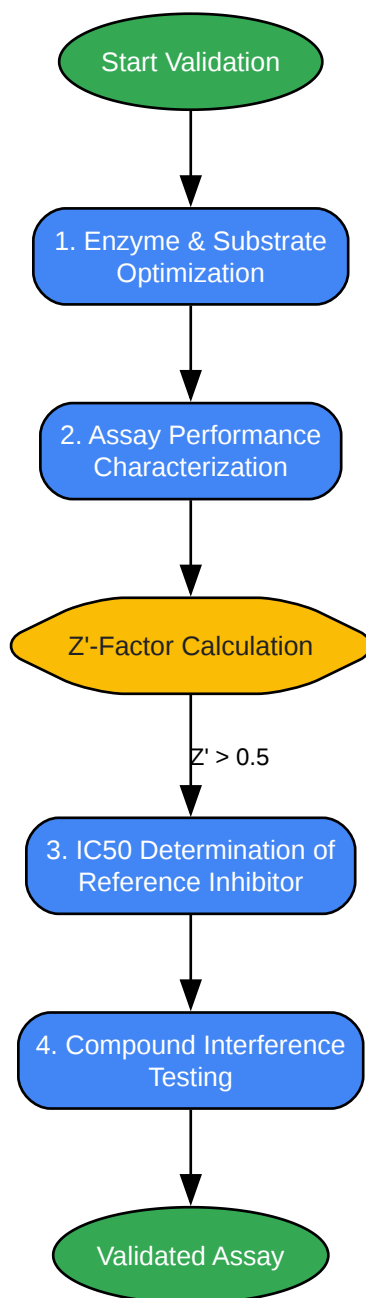 Start Validation
1. Enzyme & Substrate
Optimization
2. Assay Performance
Characterization
Z'-Factor Calculation
Z' > 0.5
3. IC50 Determination of
Reference Inhibitor
4. Compound Interference
Testing
Validated Assay